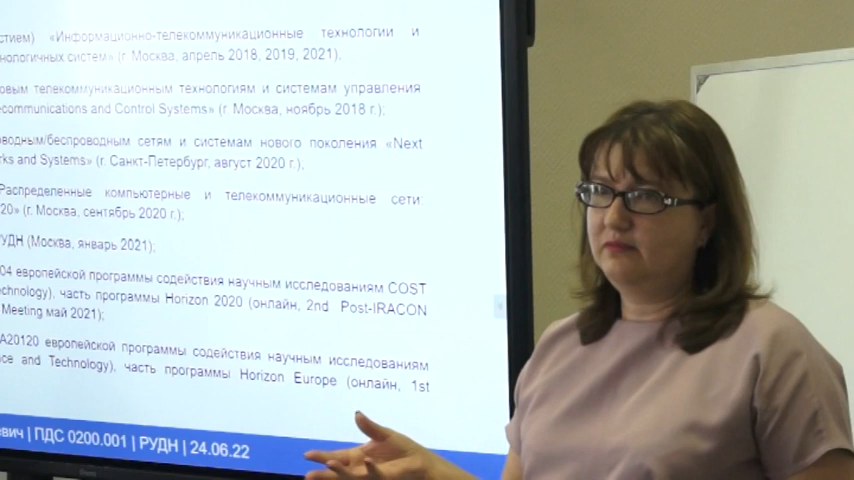 стием) «Информационно-телекоммуникационные технологии и
нологичных систем» (г. Москва, апрель 2018, 2019, 2021),
овым телекоммуникационным технологиям и системам управления
ecommunications and Control Systems» (г. Москва, ноябрь 2018 г.);
оводным/беспроводным сетям и системам нового поколения «Next
rks and Systems» (г. Санкт-Петербург, август 2020 г.),
Распределенные компьютерные и телекоммуникационные сети:
20» (г. Москва, сентябрь 2020 г.);
РУДН (Москва, январь 2021);
04 европейской программы содействия научным исследованиям COST
echnology), часть программы Horizon 2020 (онлайн, 2nd Post-IRACON
Meeting май 2021);
A20120 европейской программы содействия научным исследованиям
nce and Technology), часть программы Horizon Europe (онлайн, 1st
евич | ПДС 0200.001 | РУДН | 24.06.22